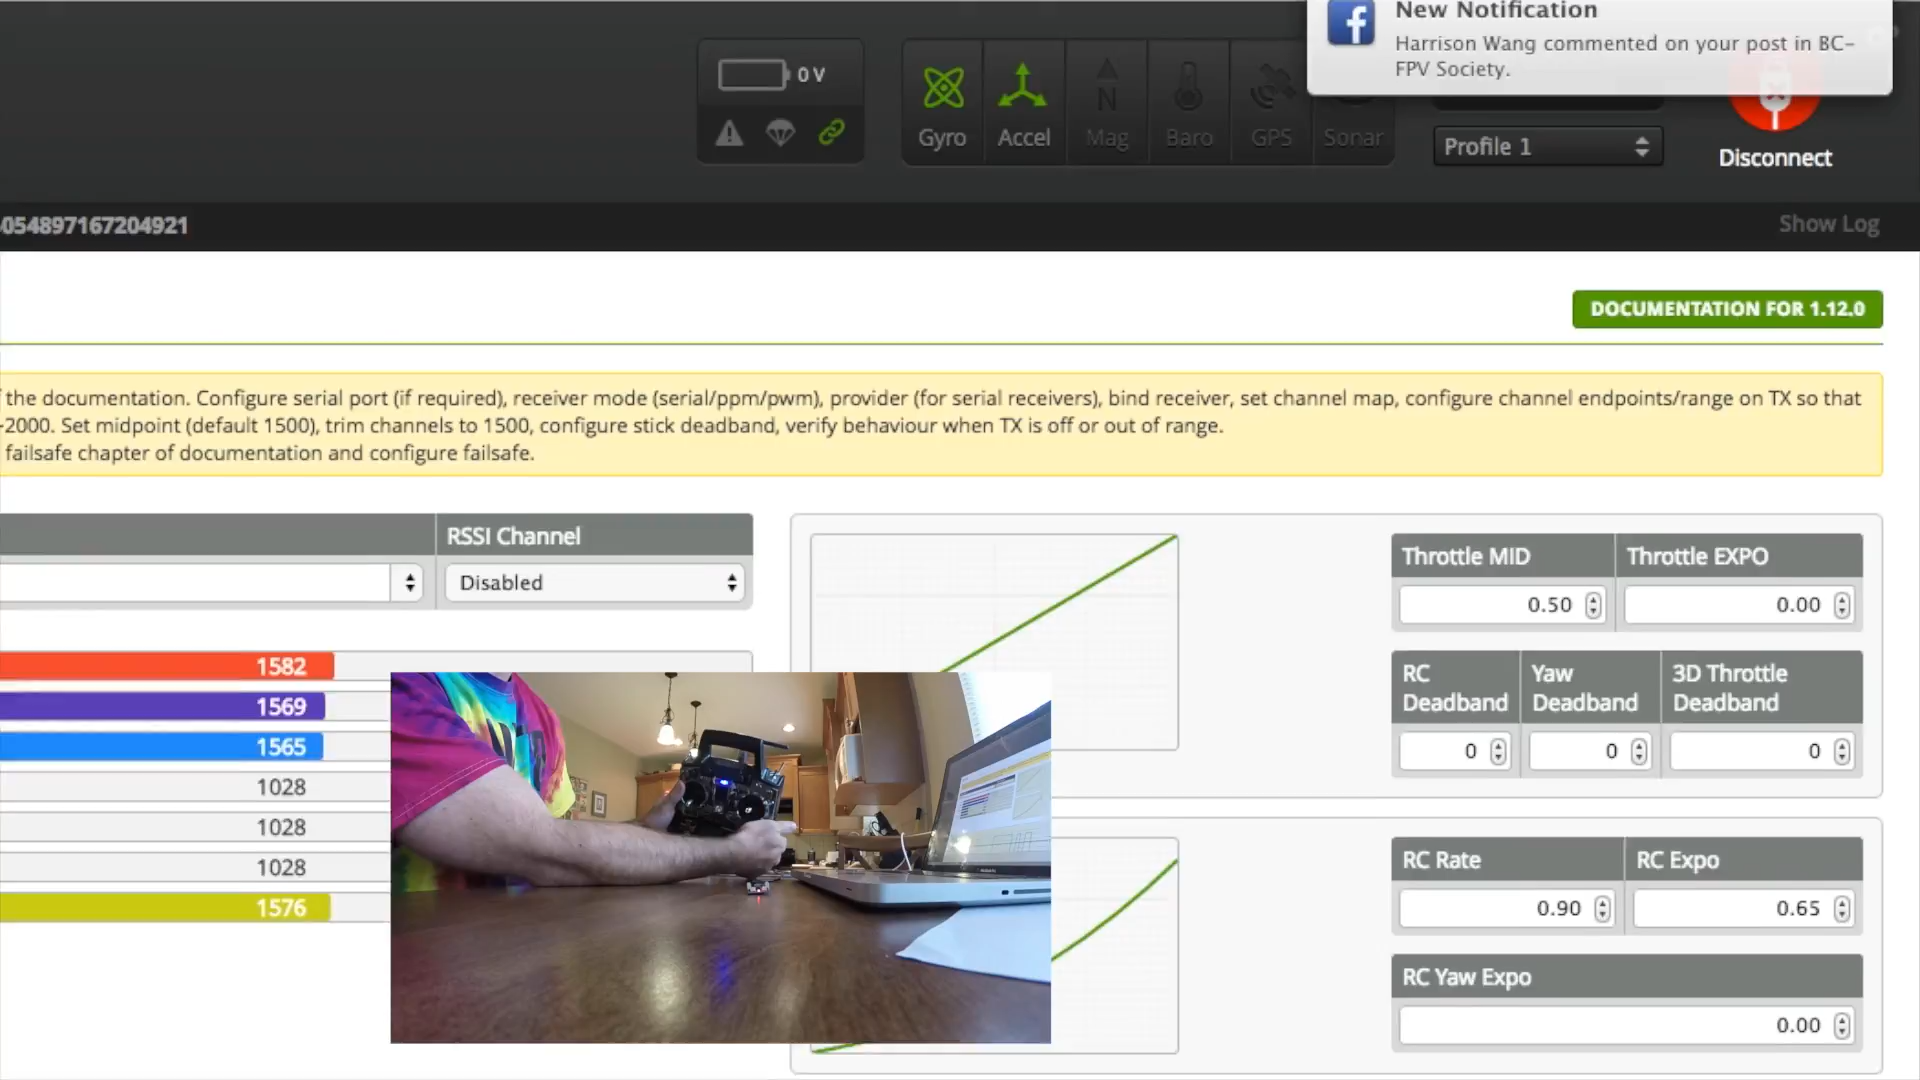 New Notification
Harrison Wang commented on your post in BC-
FPV Society.
0 V
Gyro
Accel
Mag
Baro
GPS
Sonar
Profile 1
Disconnect
054897167204921
Show Log
DOCUMENTATION FOR 1.12.0
the documentation. Configure serial port (if required), receiver mode (serial/ppm/pwm), provider (for serial receivers), bind receiver, set channel map, configure channel endpoints/range on TX so that
-2000. Set midpoint (default 1500), trim channels to 1500, configure stick deadband, verify behaviour when TX is off or out of range.
failsafe chapter of documentation and configure failsafe.
RSSI Channel
Disabled
1582
1569
1565
1028
1028
1028
1576
Throttle MID
Throttle EXPO
0.50
0.00
RC
Deadband
Yaw
Deadband
3D Throttle
Deadband
0
0
0
RC Rate
RC Expo
0.90
0.65
RC Yaw Expo
0.00